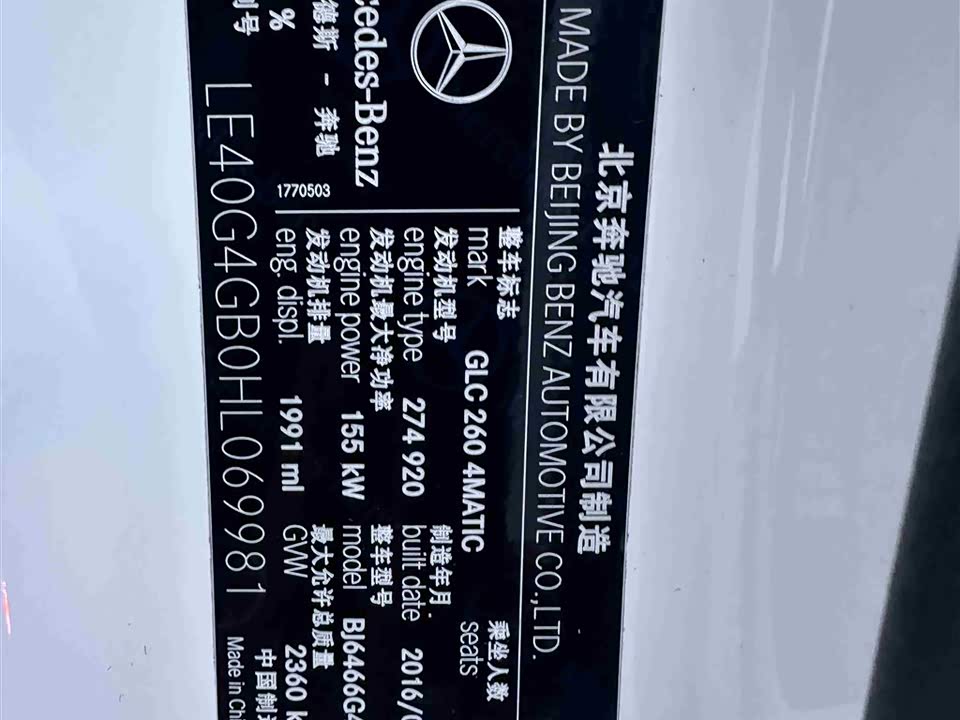 北京奔驰汽车有限公司制造
MADE BY BEIJING BENZ AUTOMOTIVE CO.,LTD.
整车标志
mark GLC 260 4MATIC
乘坐人数
seats
发动机型号
engine type 274 920
制造年月
built date 2016/0
发动机最大净功率
engine power 155 kW
整车型号
model BJ6466G4
发动机排量
eng displ. 1991 ml
最大允许总质量
GVW 2360 k
cedes-Benz
德斯 - 奔驰
1770503
%
制号
LE40G4GB0HL069981
中国制造
Made in Chi